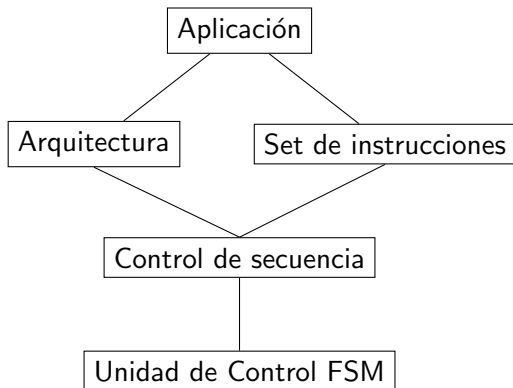 Aplicación
Arquitectura
Set de instrucciones
Control de secuencia
Unidad de Control FSM